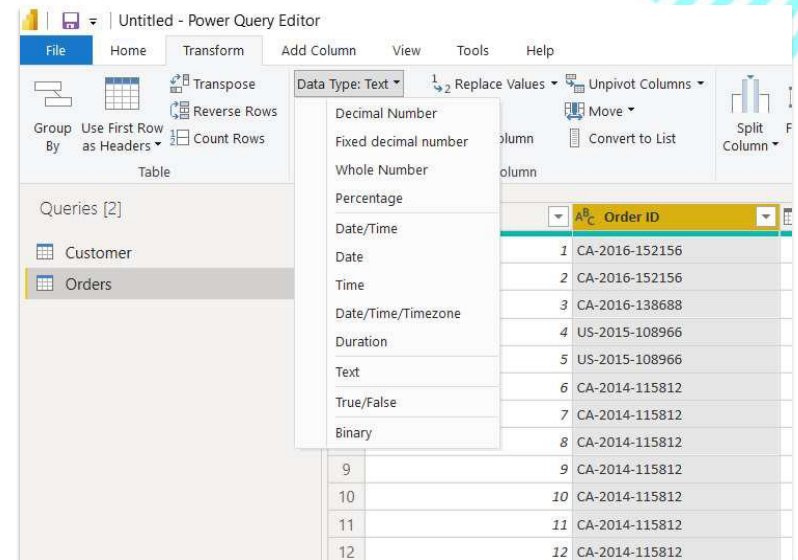 Untitled - Power Query Editor
File Home Transform Add Column View Tools Help
Group By
Use First Row as Headers
Transpose
Reverse Rows
Count Rows
Table
Data Type: Text
Decimal Number
Fixed decimal number
Whole Number
Percentage
Date/Time
Date
Time
Date/Time/Timezone
Duration
Text
True/False
Binary
1 2 Replace Values
Unpivot Columns
Move
Convert to List
Split Column
Queries [2]
Customer
Orders
ABC Order ID
1 CA-2016-152156
2 CA-2016-152156
3 CA-2016-138688
4 US-2015-108966
5 US-2015-108966
6 CA-2014-115812
7 CA-2014-115812
8 CA-2014-115812
9 9 CA-2014-115812
10 10 CA-2014-115812
11 11 CA-2014-115812
12 12 CA-2014-115812